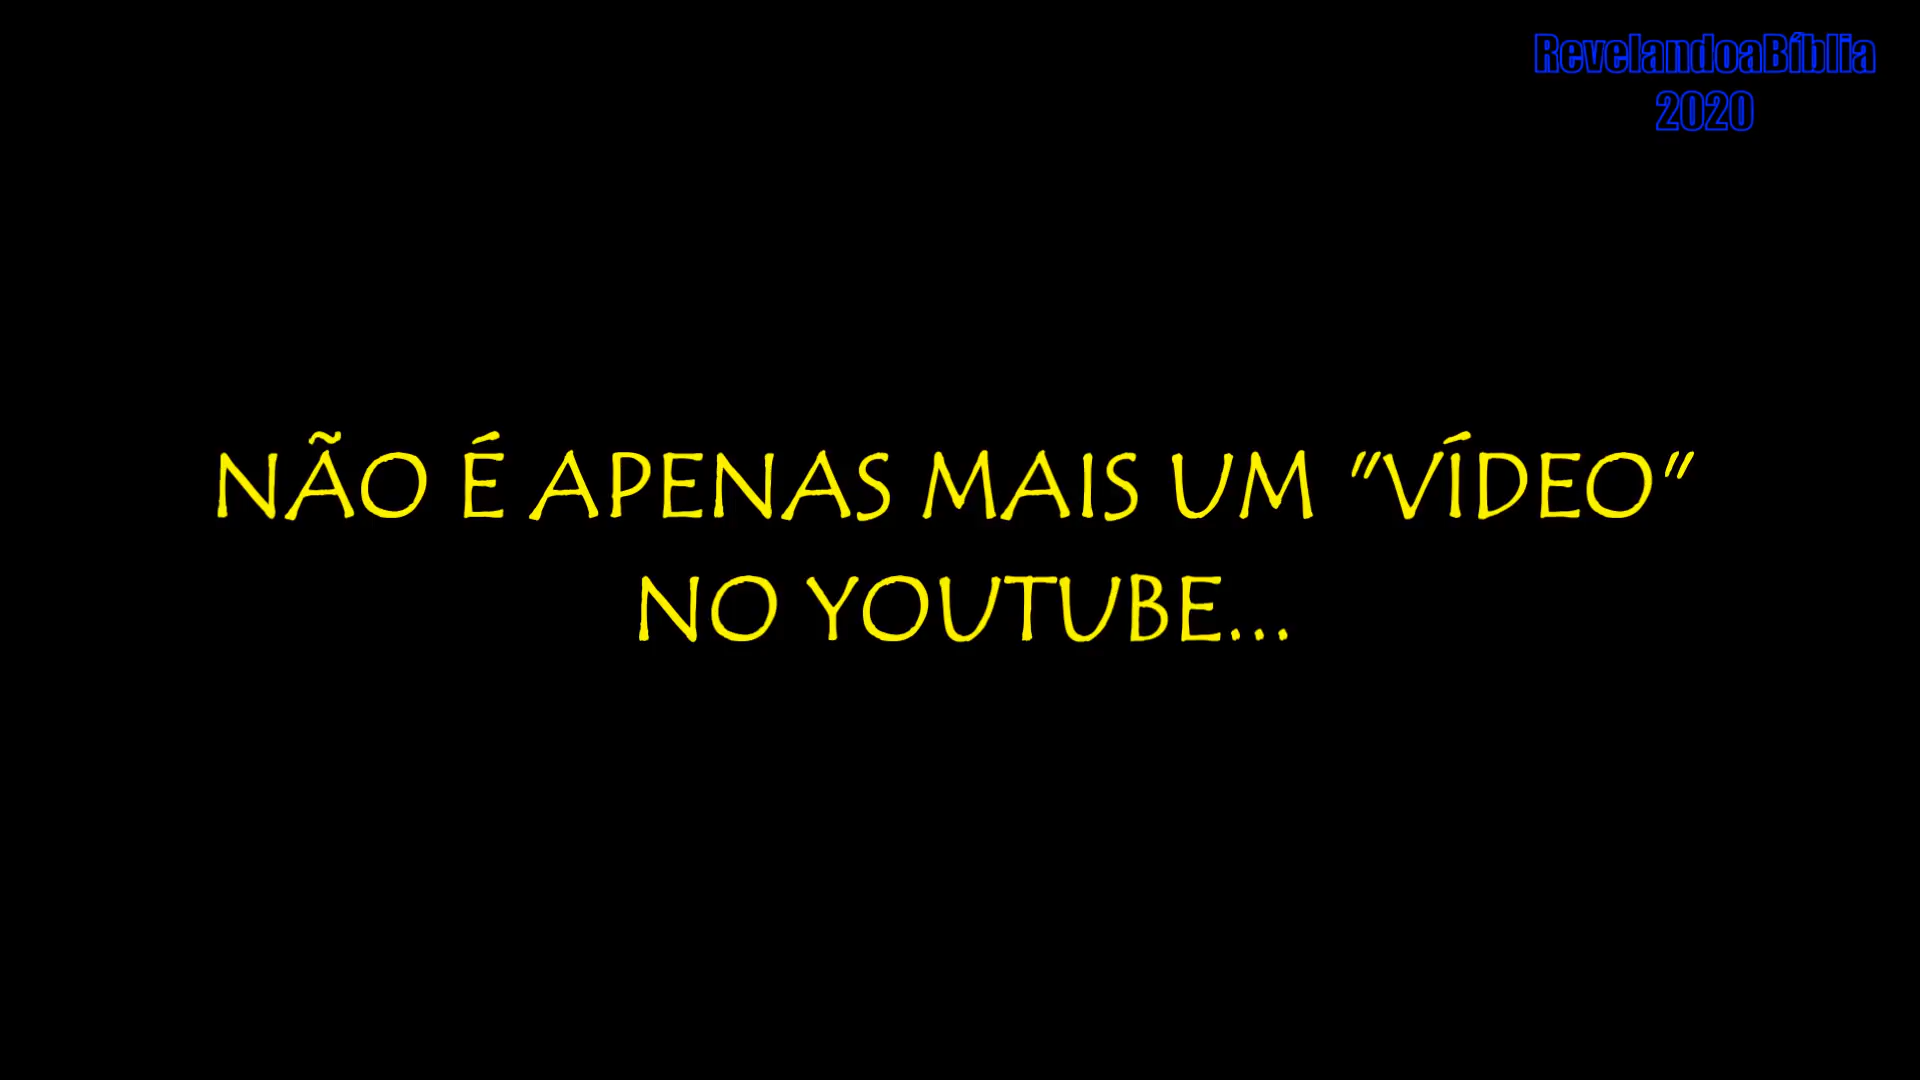 RevelandoaBíblia
2020
NÃO É APENAS MAIS UM "VÍDEO"
NO YOUTUBE...